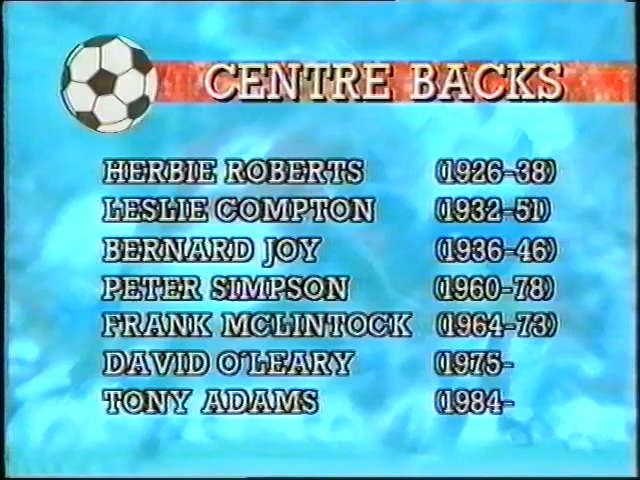 CENTRE BACKS
HERBIE ROBERTS (1926-38)
LESLIE COMPTON (1932-51)
BERNARD JOY (1936-46)
PETER SIMPSON (1960-78)
FRANK MCLINTOCK (1964-73)
DAVID O'LEARY (1975-
TONY ADAMS (1984-